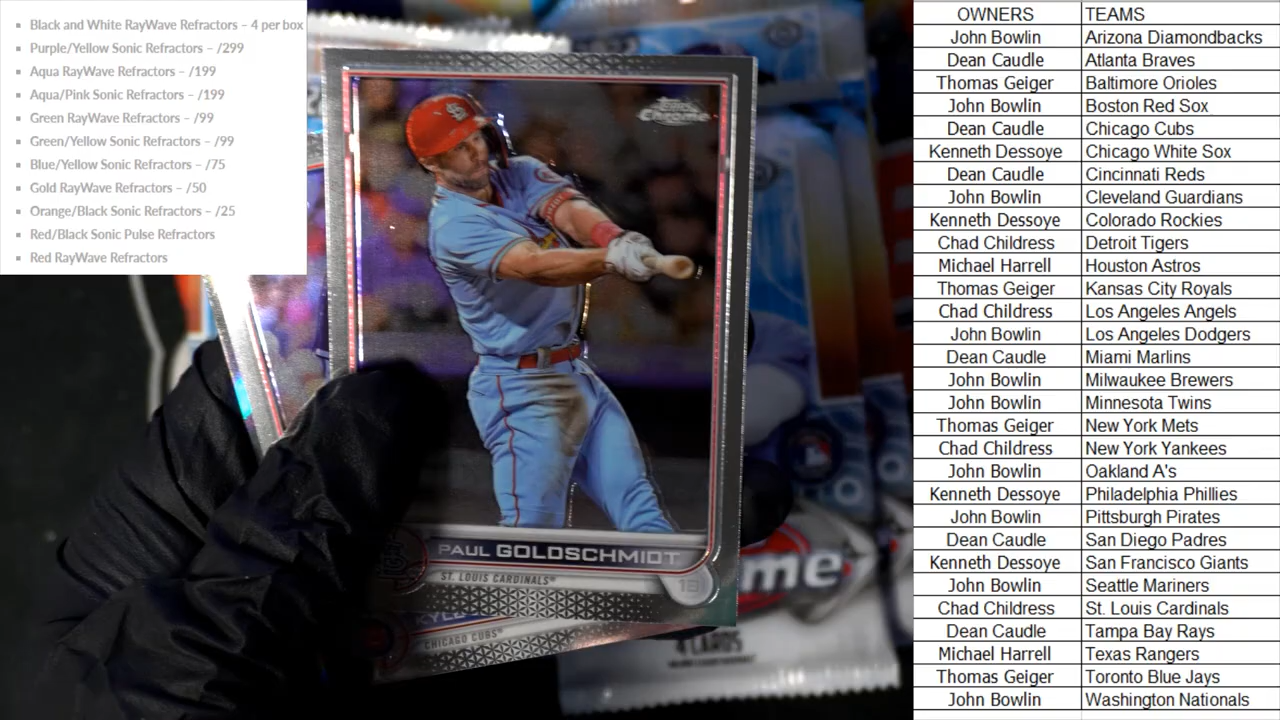 Black and White RayWave Refractors – 4 per box
Purple/Yellow Sonic Refractors – /299
Aqua RayWave Refractors – /199
Aqua/Pink Sonic Refractors – /199
Green RayWave Refractors – /99
Green/Yellow Sonic Refractors – /99
Blue/Yellow Sonic Refractors – /75
Gold RayWave Refractors – /50
Orange/Black Sonic Refractors – /25
Red/Black Sonic Pulse Refractors
Red RayWave Refractors
Topps
Chrome
PAUL GOLDSCHMIDT
ST. LOUIS CARDINALS®
1B
KYLE
CHICAGO CUBS®
me
4 CARDS
OWNERS TEAMS
John Bowlin Arizona Diamondbacks
Dean Caudle Atlanta Braves
Thomas Geiger Baltimore Orioles
John Bowlin Boston Red Sox
Dean Caudle Chicago Cubs
Kenneth Dessoye Chicago White Sox
Dean Caudle Cincinnati Reds
John Bowlin Cleveland Guardians
Kenneth Dessoye Colorado Rockies
Chad Childress Detroit Tigers
Michael Harrell Houston Astros
Thomas Geiger Kansas City Royals
Chad Childress Los Angeles Angels
John Bowlin Los Angeles Dodgers
Dean Caudle Miami Marlins
John Bowlin Milwaukee Brewers
John Bowlin Minnesota Twins
Thomas Geiger New York Mets
Chad Childress New York Yankees
John Bowlin Oakland A's
Kenneth Dessoye Philadelphia Phillies
John Bowlin Pittsburgh Pirates
Dean Caudle San Diego Padres
Kenneth Dessoye San Francisco Giants
John Bowlin Seattle Mariners
Chad Childress St. Louis Cardinals
Dean Caudle Tampa Bay Rays
Michael Harrell Texas Rangers
Thomas Geiger Toronto Blue Jays
John Bowlin Washington Nationals